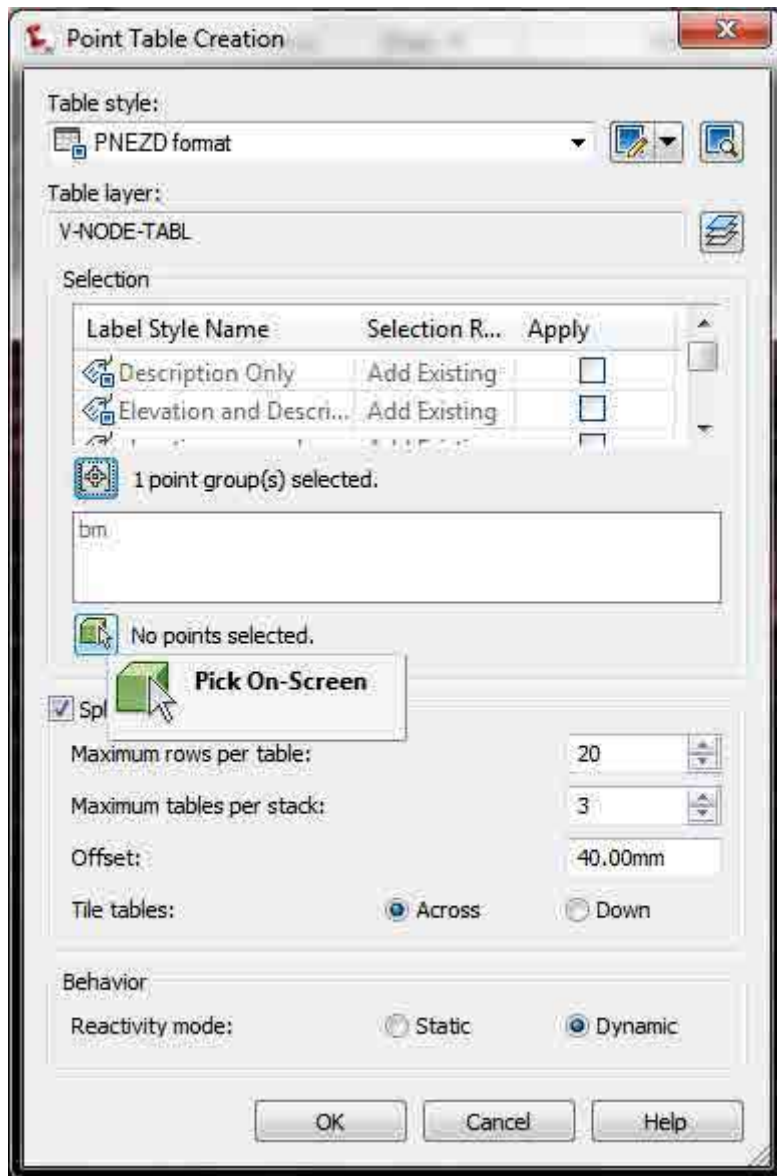 Point Table Creation
Table style:
PNEZD format
Table layer:
V-NODE-TABL
Selection
Label Style Name Selection R... Apply
Description Only Add Existing
Elevation and Descri... Add Existing
1 point group(s) selected.
bm
No points selected.
Pick On-Screen
Spl
Maximum rows per table: 20
Maximum tables per stack: 3
Offset: 40.00mm
Tile tables: Across Down
Behavior
Reactivity mode: Static Dynamic
OK Cancel Help